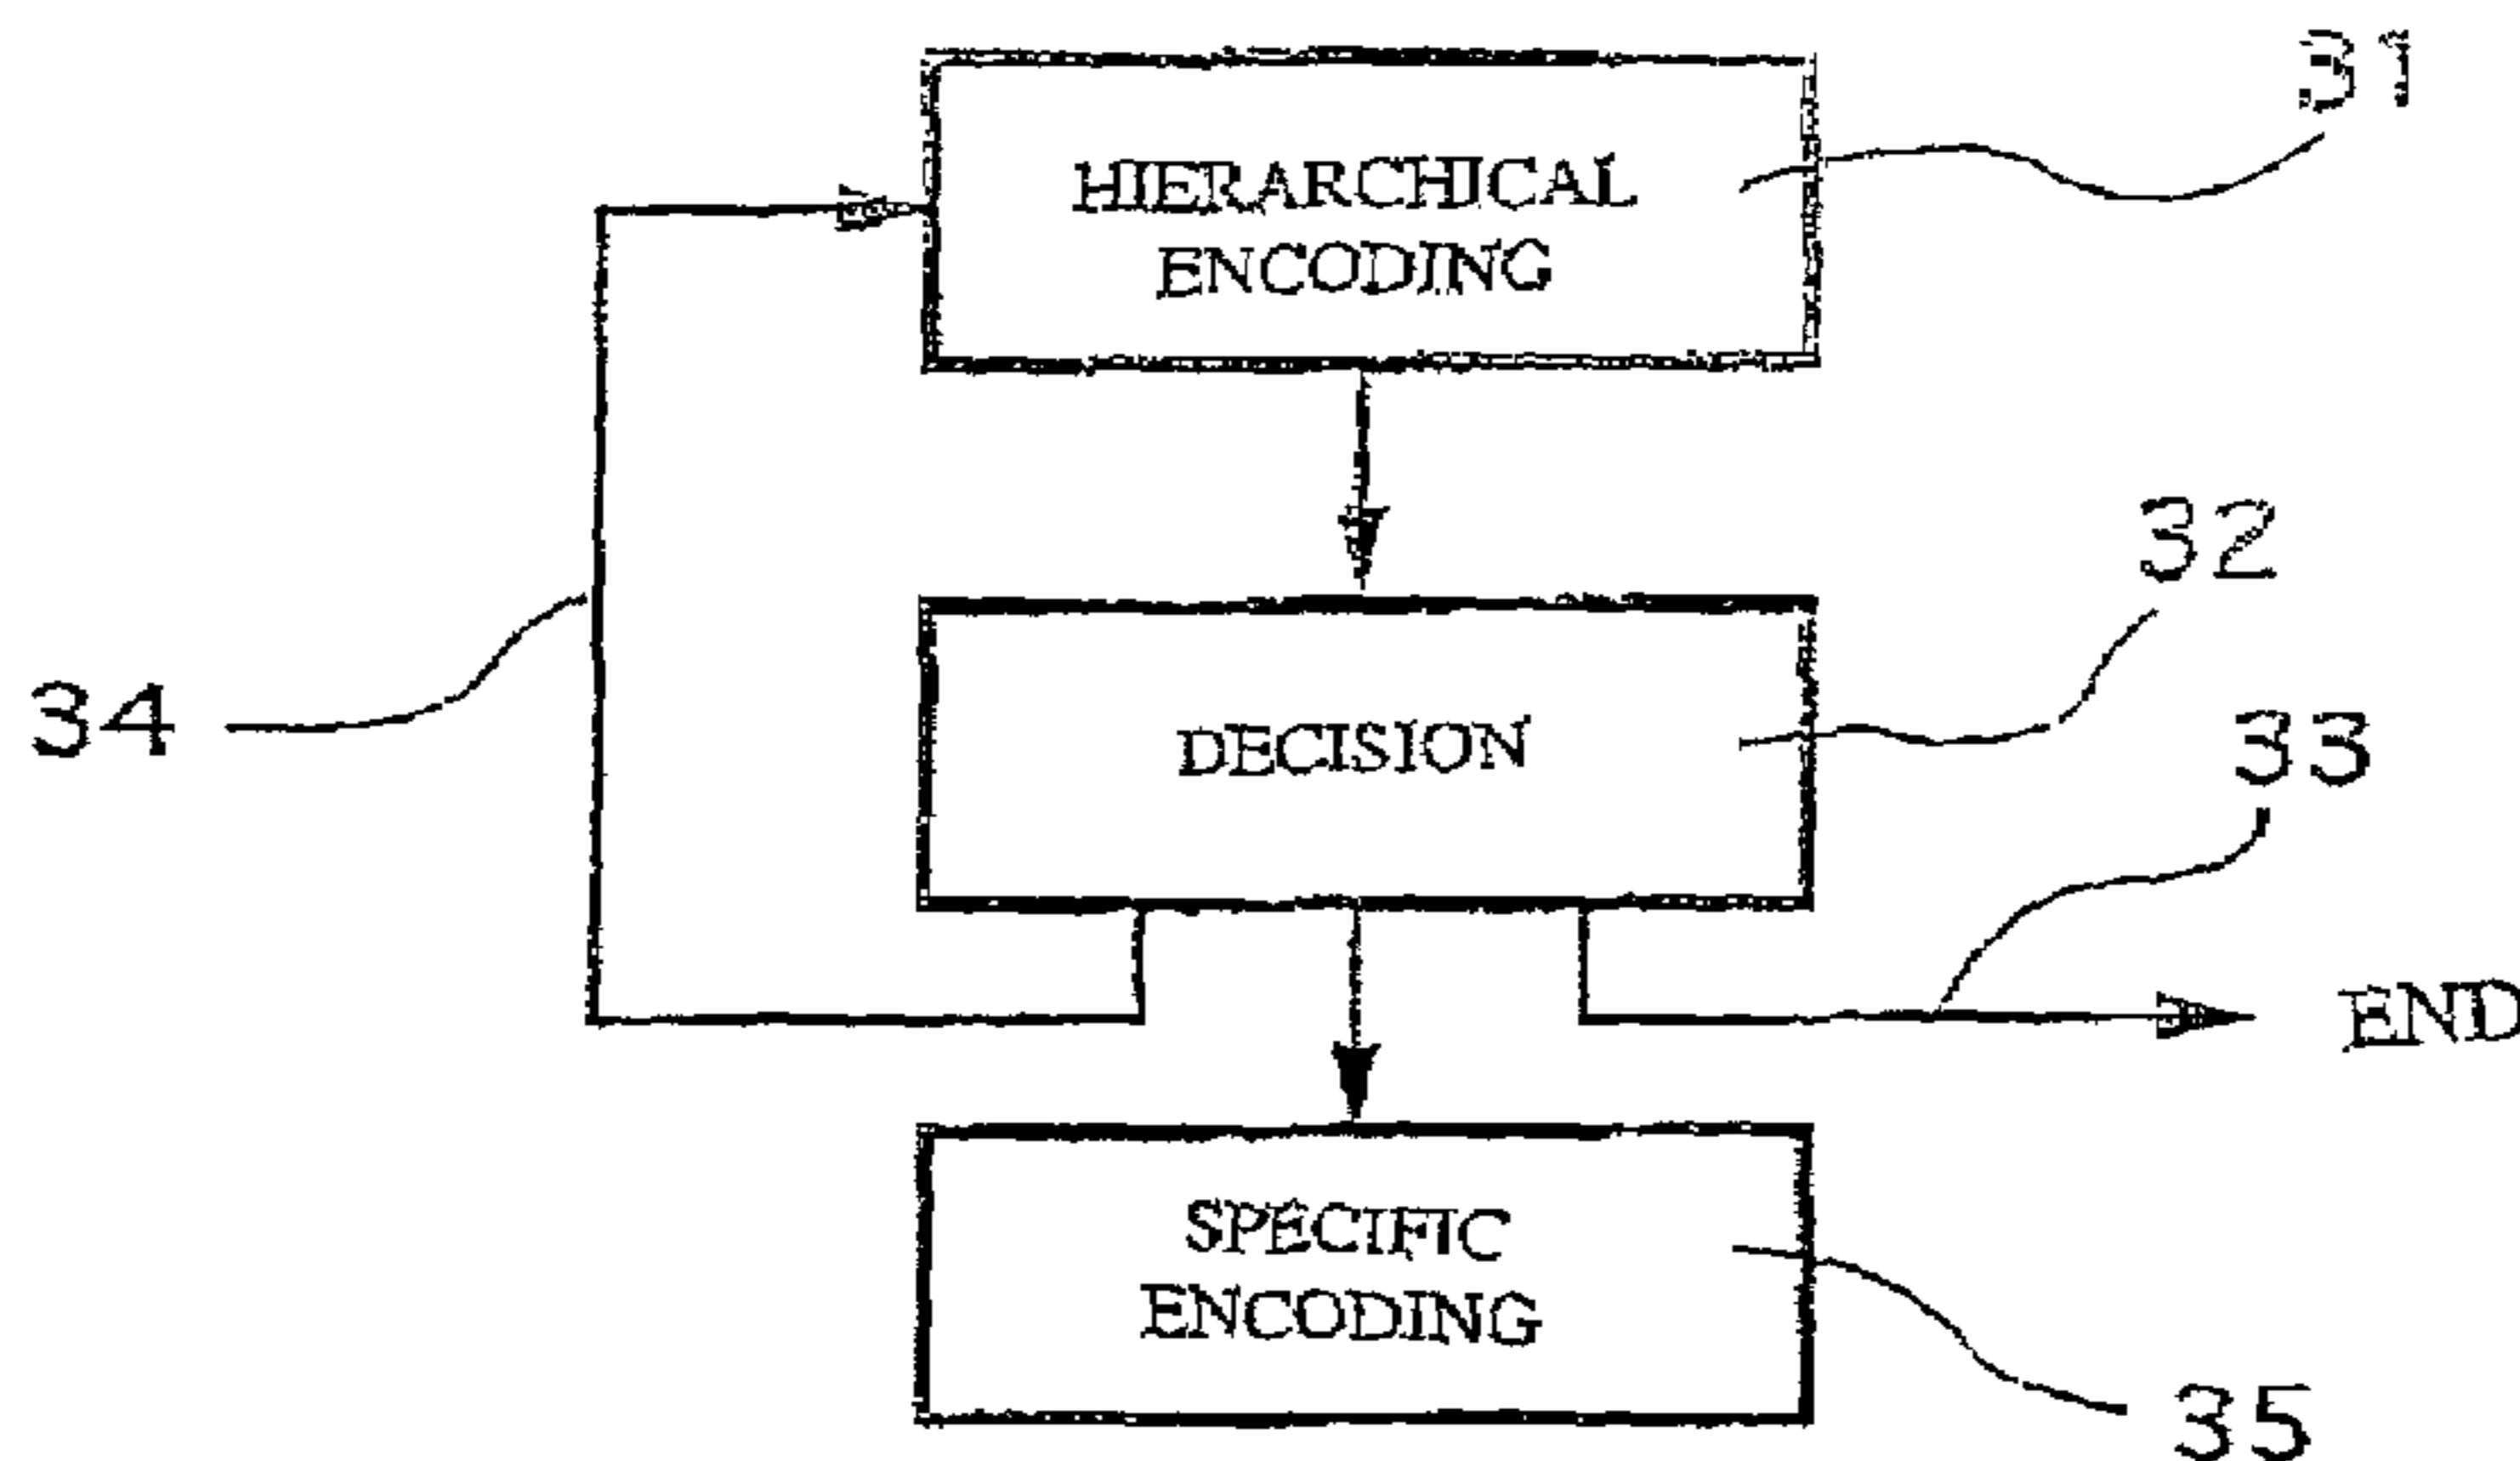 31
HIERARCHICAL
ENCODING
32
34
DECISION
33
END
SPECIFIC
ENCODING
35